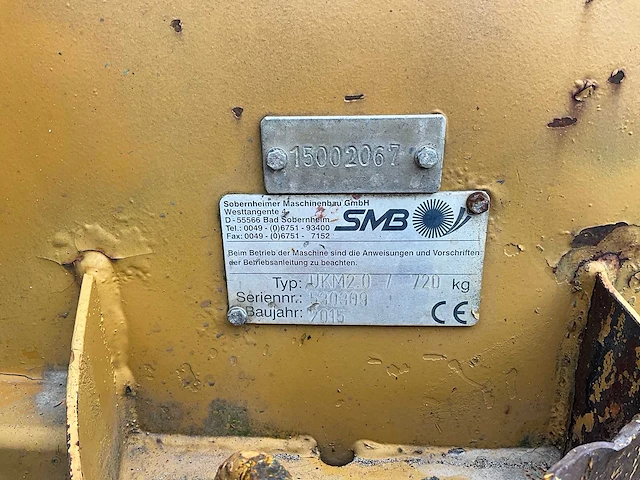 15002067
Sobernheimer Maschinenbau GmbH
Westtangente 4
D - 55566 Bad Sobernheim
Tel.: 0049 - (0)6751 - 93400
Fax: 0049 - (0)6751 - 7152
SMB
Beim Betrieb der Maschine sind die Anweisungen und Vorschriften
der Betriebsanleitung zu beachten.
Typ: UKM2.0 / 720 kg
Seriennr.:
Baujahr: 2015
CE